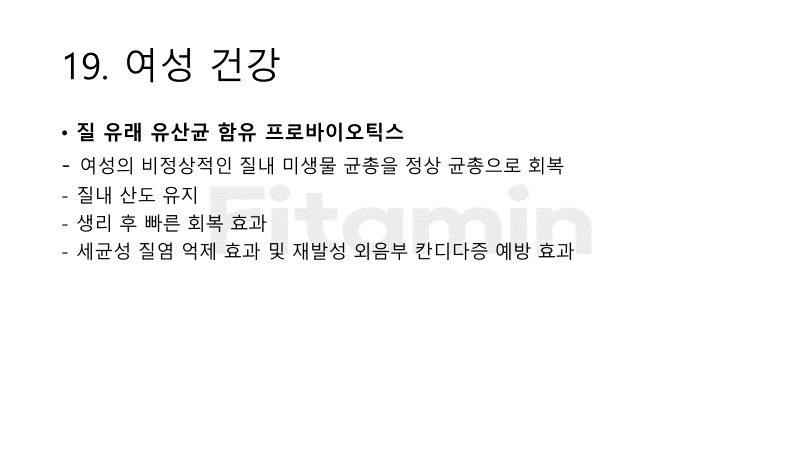 19. 여성 건강
• 질 유래 유산균 함유 프로바이오틱스
- 여성의 비정상적인 질내 미생물 균총을 정상 균총으로 회복
- 질내 산도 유지
- 생리 후 빠른 회복 효과
- 세균성 질염 억제 효과 및 재발성 외음부 칸디다증 예방 효과
Fitamin